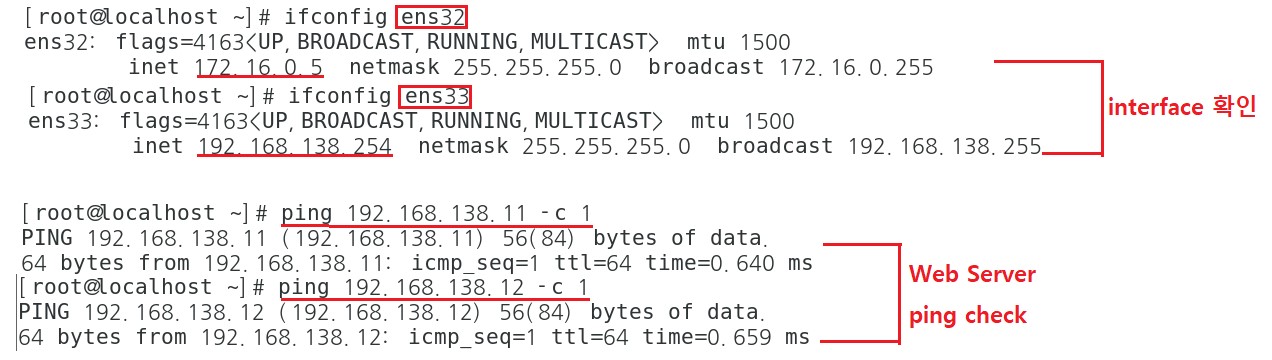 [root@localhost ~]# ifconfig ens32
ens32: flags=4163<UP,BROADCAST,RUNNING,MULTICAST>  mtu 1500
inet 172.16.0.5  netmask 255.255.255.0  broadcast 172.16.0.255
[root@localhost ~]# ifconfig ens33
ens33: flags=4163<UP,BROADCAST,RUNNING,MULTICAST>  mtu 1500
inet 192.168.138.254  netmask 255.255.255.0  broadcast 192.168.138.255
interface 확인
[root@localhost ~]# ping 192.168.138.11 -c 1
PING 192.168.138.11 (192.168.138.11) 56(84) bytes of data.
64 bytes from 192.168.138.11: icmp_seq=1 ttl=64 time=0.640 ms
[root@localhost ~]# ping 192.168.138.12 -c 1
PING 192.168.138.12 (192.168.138.12) 56(84) bytes of data.
64 bytes from 192.168.138.12: icmp_seq=1 ttl=64 time=0.659 ms
Web Server
ping check